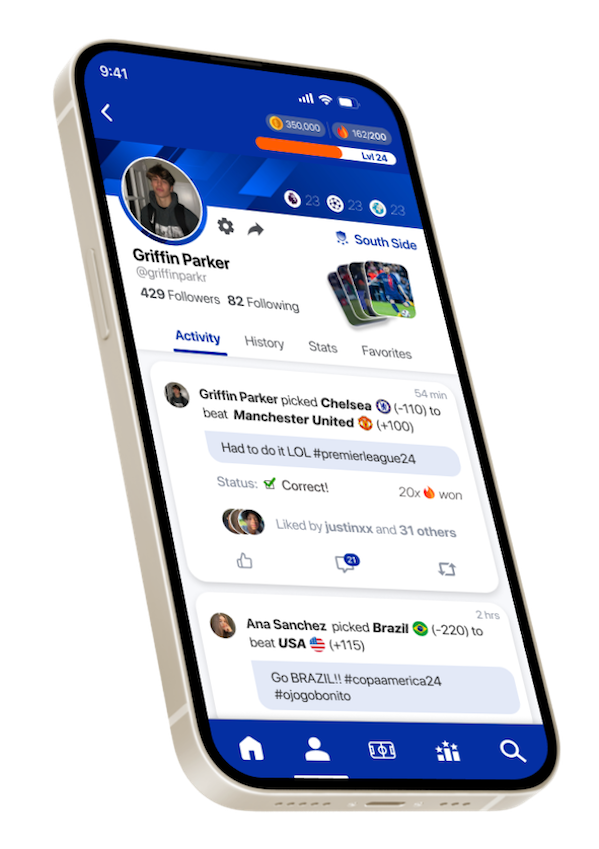 9:41
350,000
162/200
Lvl 24
23 23 23
South Side
Griffin Parker
@griffinparkr
429 Followers 82 Following
Activity History Stats Favorites
54 min
Griffin Parker picked Chelsea (-110) to
beat Manchester United (+100)
Had to do it LOL #premierleague24
Status: Correct!
20x won
Liked by justinxx and 31 others
21
2 hrs
Ana Sanchez picked Brazil (-220) to
beat USA (+115)
Go BRAZIL!! #copaamerica24
#ojogobonito